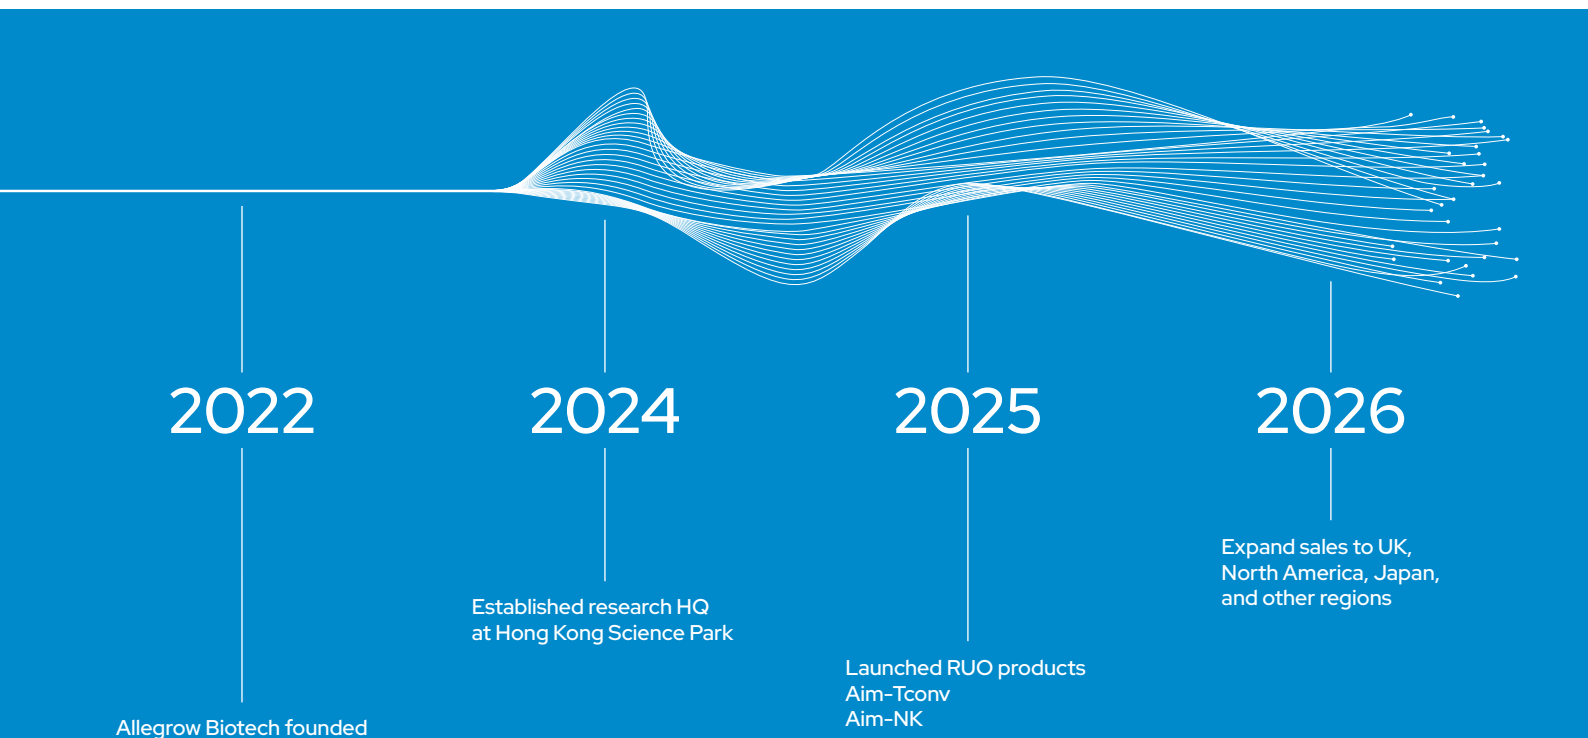 2022
2024
2025
2026
Expand sales to UK,
North America, Japan,
and other regions
Established research HQ
at Hong Kong Science Park
Launched RUO products
Aim-Tconv
Aim-NK
Allegrow Biotech founded